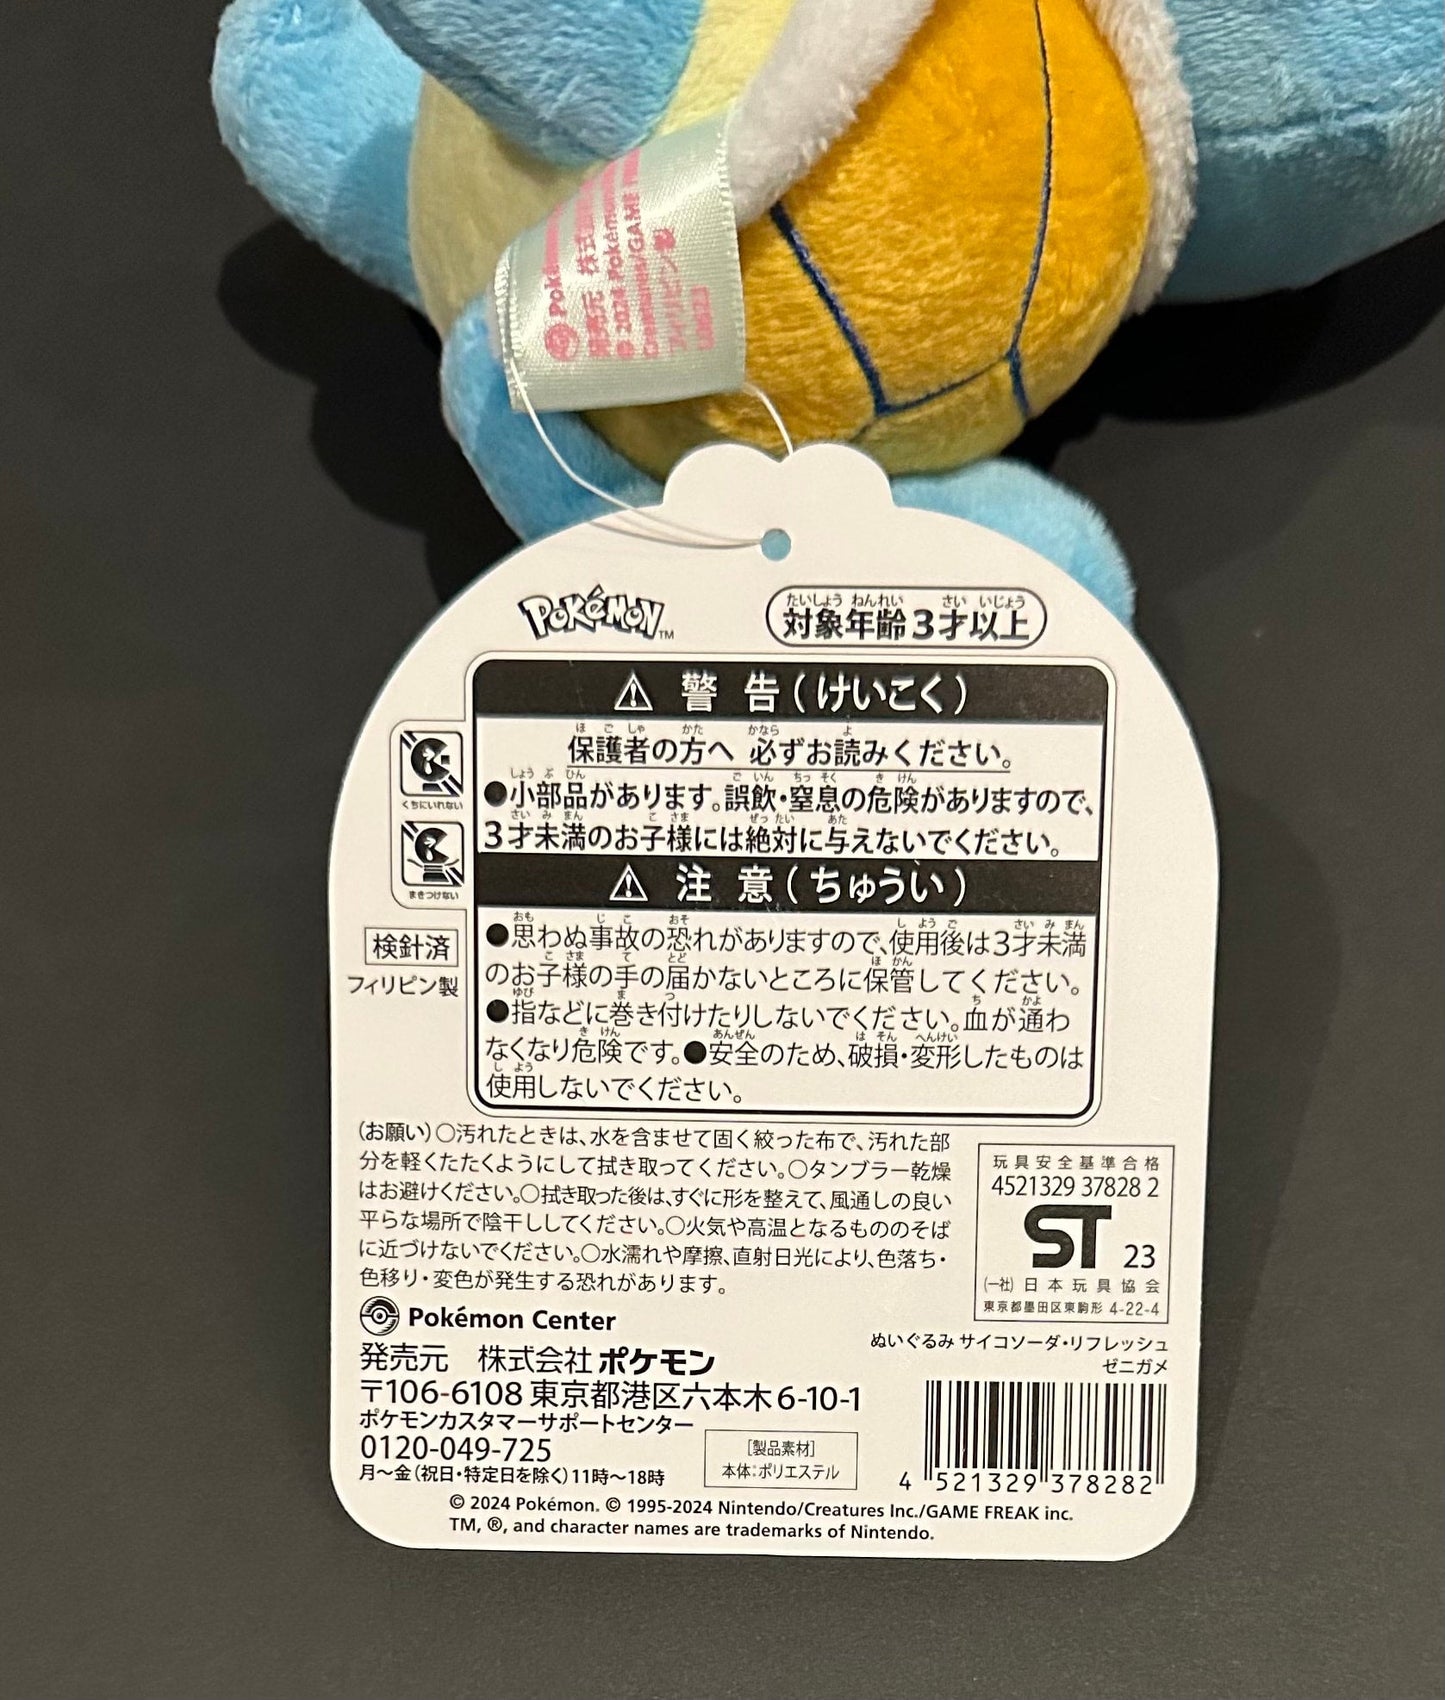 © 2024 Pokémon
フィリピン製
POKéMON™
対象年齢3才以上
たいしょう ねんれい さい いじょう
⚠ 警 告(けいこく)
保護者の方へ 必ずお読みください。
ほ ご しゃ かた かなら よ
●小部品があります。誤飲・窒息の危険がありますので、
しょう ぶ ひん ご いん ちっ そく き けん
3才未満のお子様には絶対に与えないでください。
さい み まん こ さま ぜっ たい あた
くちにいれない
まきつけない
⚠ 注 意(ちゅうい)
●思わぬ事故の恐れがありますので、使用後は3才未満
おも じ こ おそ し よう ご さい み まん
のお子様の手の届かないところに保管してください。
こ さま て とど ほ かん
●指などに巻き付けたりしないでください。血が通わ
ゆび ま つ ち かよ
なくなり危険です。●安全のため、破損・変形したものは
き けん あんぜん は そん へんけい
使用しないでください。
し よう
検針済
フィリピン製
(お願い)○汚れたときは、水を含ませて固く絞った布で、汚れた部
分を軽くたたくようにして拭き取ってください。○タンブラー乾燥
はお避けください。○拭き取った後は、すぐに形を整えて、風通しの良い
平らな場所で陰干ししてください。○火気や高温となるもののそば
に近づけないでください。○水濡れや摩擦、直射日光により、色落ち・
色移り・変色が発生する恐れがあります。
玩具安全基準合格
4521329 37828 2
ST 23
(一社)日本玩具協会
東京都墨田区東駒形 4-22-4
Pokémon Center
発売元 株式会社ポケモン
〒106-6108 東京都港区六本木6-10-1
ポケモンカスタマーサポートセンター
0120-049-725
月〜金(祝日・特定日を除く)11時〜18時
[製品素材]
本体:ポリエステル
ぬいぐるみ サイコソーダ・リフレッシュ
ゼニガメ
4 521329 378282
© 2024 Pokémon. © 1995-2024 Nintendo/Creatures Inc./GAME FREAK inc.
TM, ®, and character names are trademarks of Nintendo.